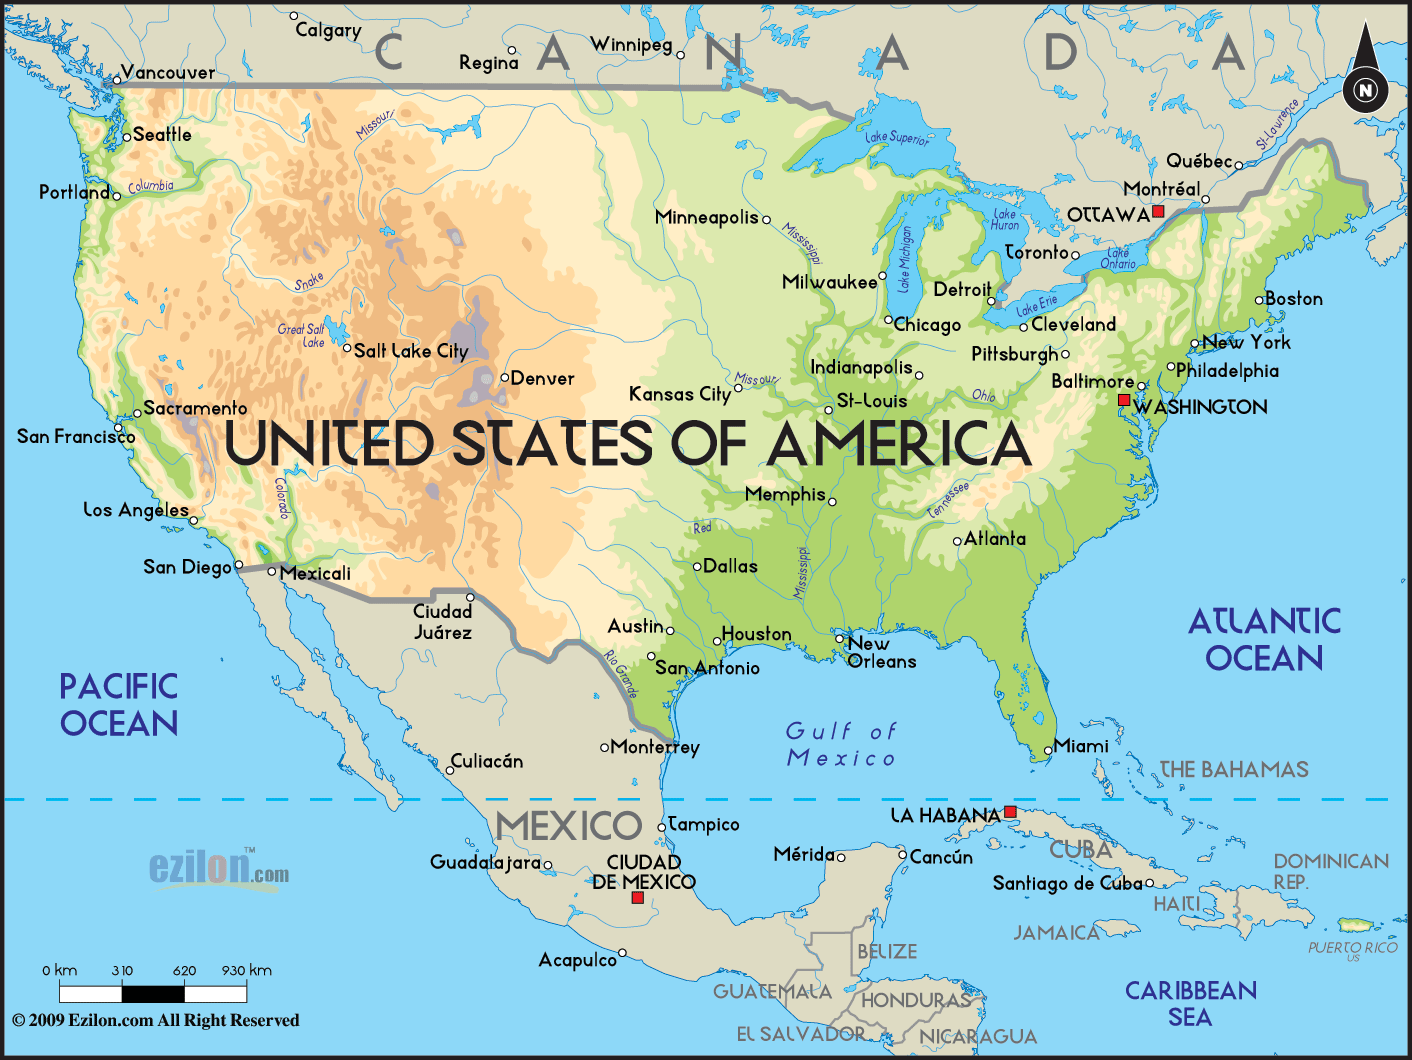 CANADA
Calgary
Regina
Winnipeg
Vancouver
Seattle
Portland
Columbia
Missouri
Lake Superior
St-Lawrence
N
Québec
Montréal
OTTAWA
Lake
Huron
Toronto
Lake
Ontario
Minneapolis
Mississippi
Lake Michigan
Milwaukee
Detroit
Lake Erie
Boston
Snake
Great Salt
Lake
Salt Lake City
Chicago
Cleveland
New York
Pittsburgh
Philadelphia
Indianapolis
Denver
Missouri
Kansas City
St-Louis
Ohio
Baltimore
WASHINGTON
Sacramento
San Francisco
UNITED STATES OF AMERICA
Colorado
Los Angeles
Memphis
Tennessee
Red
Atlanta
San Diego
Mexicali
Dallas
Mississippi
Ciudad
Juárez
Austin
Houston
New
Orleans
San Antonio
Rio Grande
ATLANTIC
OCEAN
PACIFIC
OCEAN
Gulf of
Mexico
Monterrey
Miami
Culiacán
THE BAHAMAS
MEXICO
Tampico
LA HABANA
CUBA
Guadalajara
CIUDAD
DE MEXICO
Mérida
Cancún
Santiago de Cuba
DOMINICAN
REP.
HAITI
JAMAICA
PUERTO RICO
US
Acapulco
BELIZE
GUATEMALA
HONDURAS
EL SALVADOR
NICARAGUA
CARIBBEAN
SEA
ezilon.com
TM
0 km 310 620 930 km
© 2009 Ezilon.com All Right Reserved